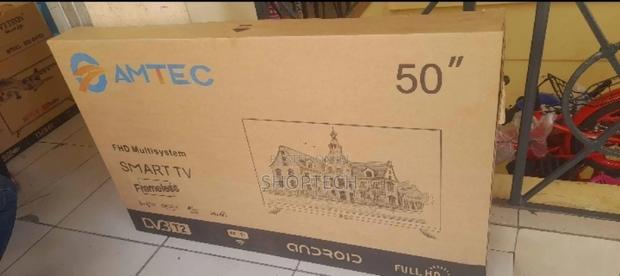 AMTEC
50"
FHD Multisystem
SMART TV
Frameless
SHOPTECH
DVB T2
ANDROID
FULL HD